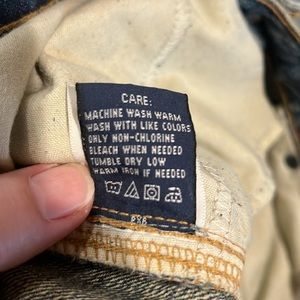 CARE:
MACHINE WASH WARM
WASH WITH LIKE COLORS
ONLY NON-CHLORINE
BLEACH WHEN NEEDED
TUMBLE DRY LOW
WARM IRON IF NEEDED